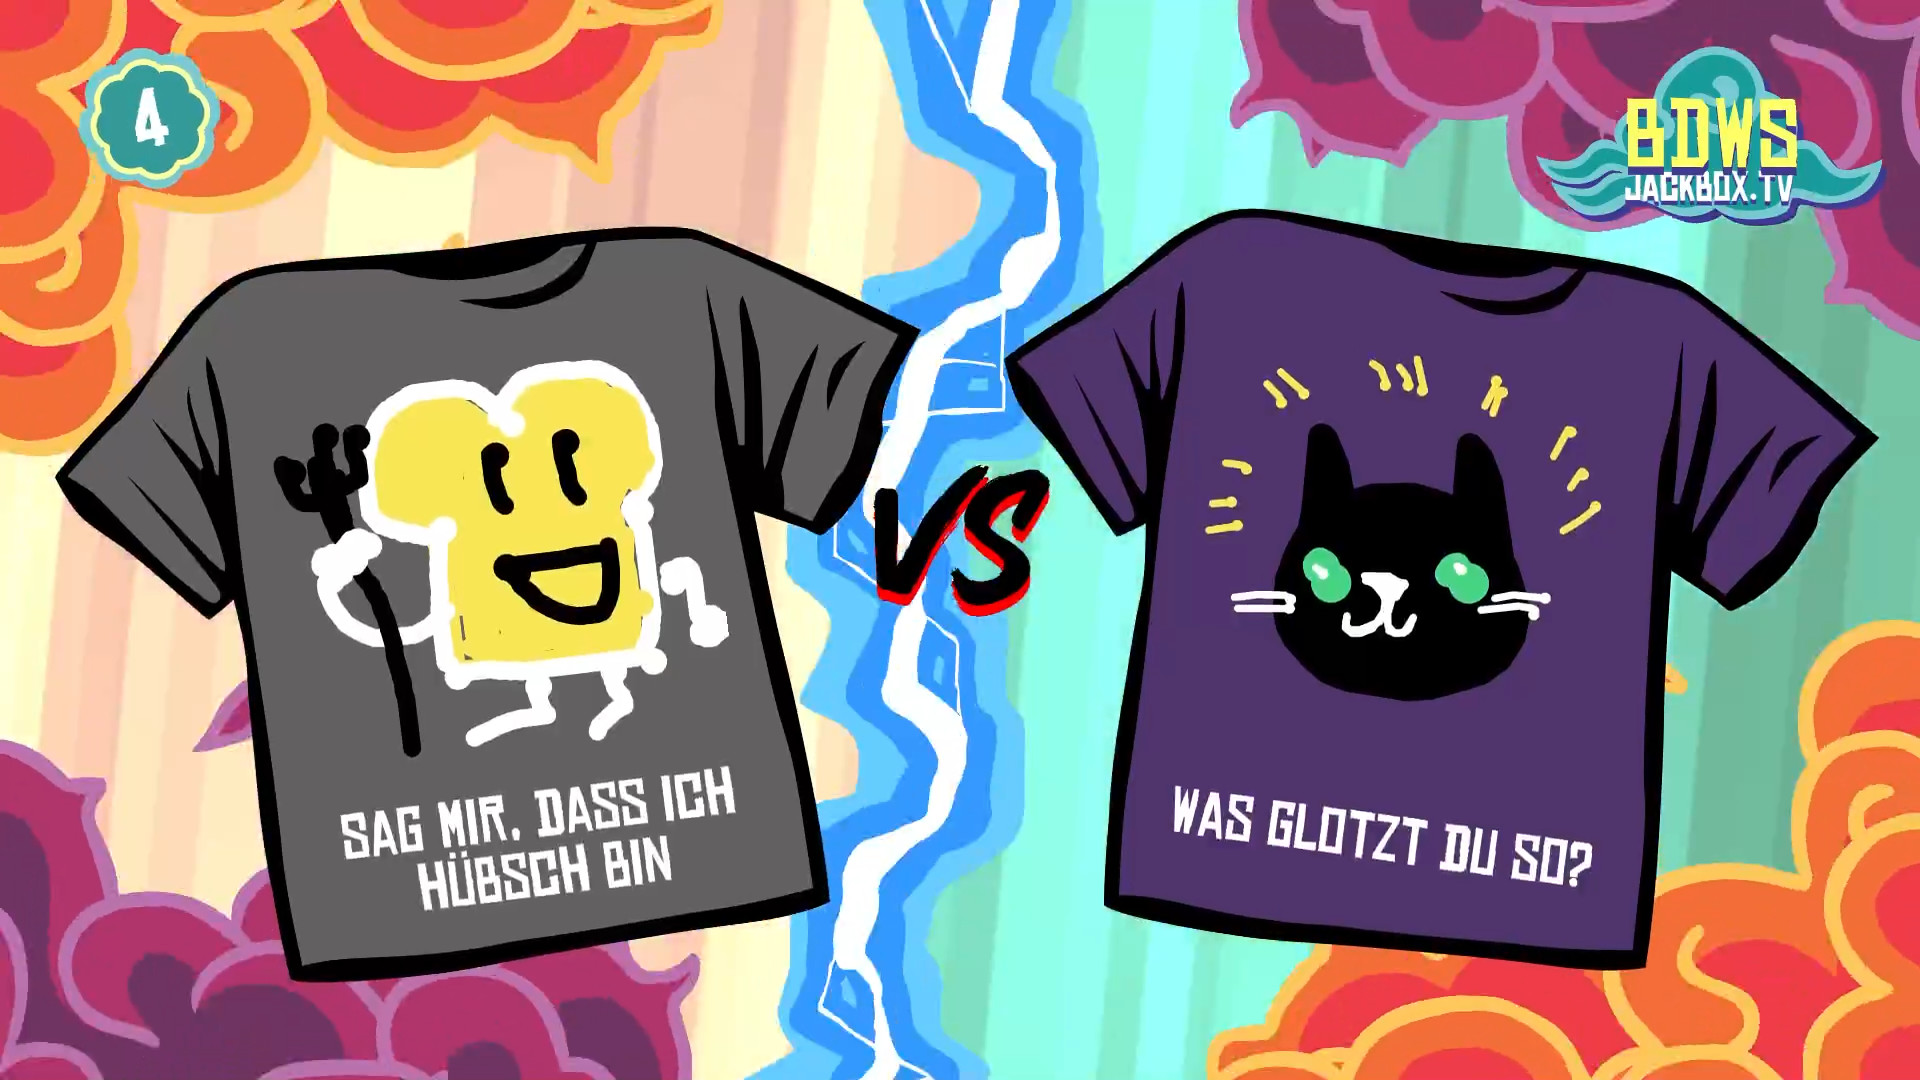 4
BDWS
JACKBOX.TV
VS
SAG MIR, DASS ICH
HÜBSCH BIN
WAS GLOTZT DU SO?